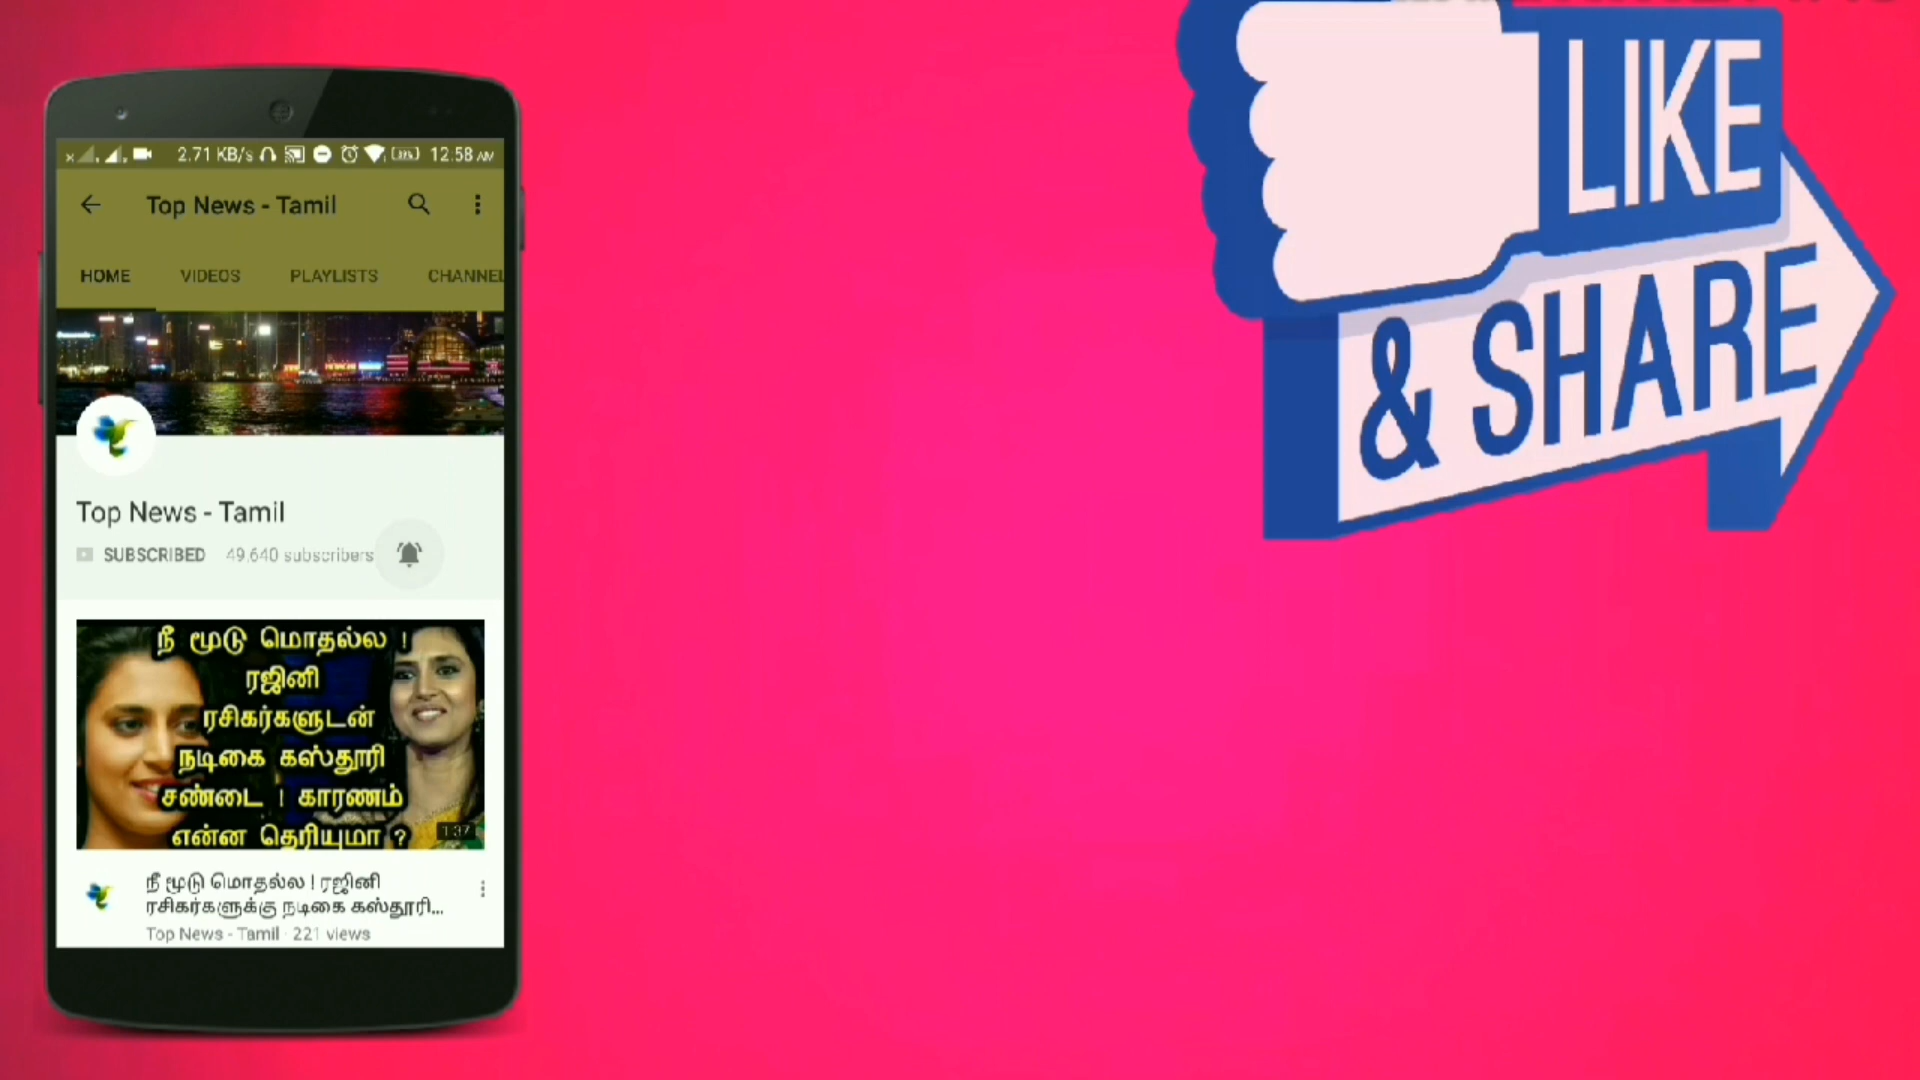 2.71 KB/s 12:58 AM
Top News - Tamil
HOME VIDEOS PLAYLISTS CHANNEL
Top News - Tamil
SUBSCRIBED 49,640 subscribers
நீ மூடு மொதல்ல !
ரஜினி
ரசிகர்களுடன்
நடிகை கஸ்தூரி
சண்டை | காரணம்
என்ன தெரியுமா ?
1:37
நீ மூடு மொதல்ல ! ரஜினி
ரசிகர்களுக்கு நடிகை கஸ்தூரி...
Top News - Tamil · 221 views
LIKE
& SHARE